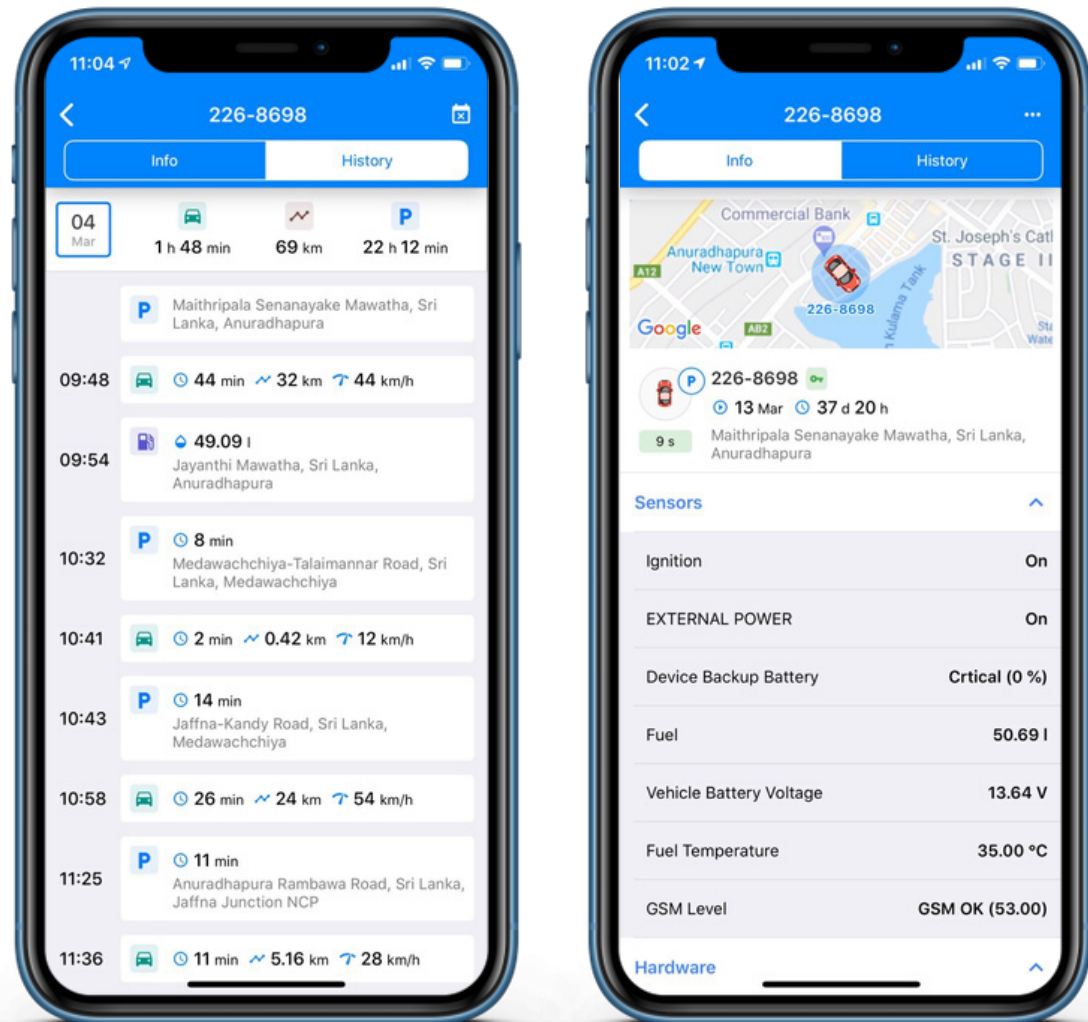 11:04
226-8698
Info History
04
Mar
1 h 48 min 69 km P 22 h 12 min
P Maithripala Senanayake Mawatha, Sri
Lanka, Anuradhapura
09:48 44 min 32 km 44 km/h
09:54 49.09 l
Jayanthi Mawatha, Sri Lanka,
Anuradhapura
10:32 P 8 min
Medawachchiya-Talaimannar Road, Sri
Lanka, Medawachchiya
10:41 2 min 0.42 km 12 km/h
10:43 P 14 min
Jaffna-Kandy Road, Sri Lanka,
Medawachchiya
10:58 26 min 24 km 54 km/h
11:25 P 11 min
Anuradhapura Rambawa Road, Sri Lanka,
Jaffna Junction NCP
11:36 11 min 5.16 km 28 km/h
11:02
226-8698
Info History
Commercial Bank
St. Joseph's Cath
STAGE II
Anuradhapura
New Town
A12
226-8698
Google
AB2
Kulama Tank
P 226-8698
13 Mar 37 d 20 h
9 s
Maithripala Senanayake Mawatha, Sri Lanka,
Anuradhapura
Sensors
Ignition On
EXTERNAL POWER On
Device Backup Battery Crtical (0 %)
Fuel 50.69 l
Vehicle Battery Voltage 13.64 V
Fuel Temperature 35.00 °C
GSM Level GSM OK (53.00)
Hardware